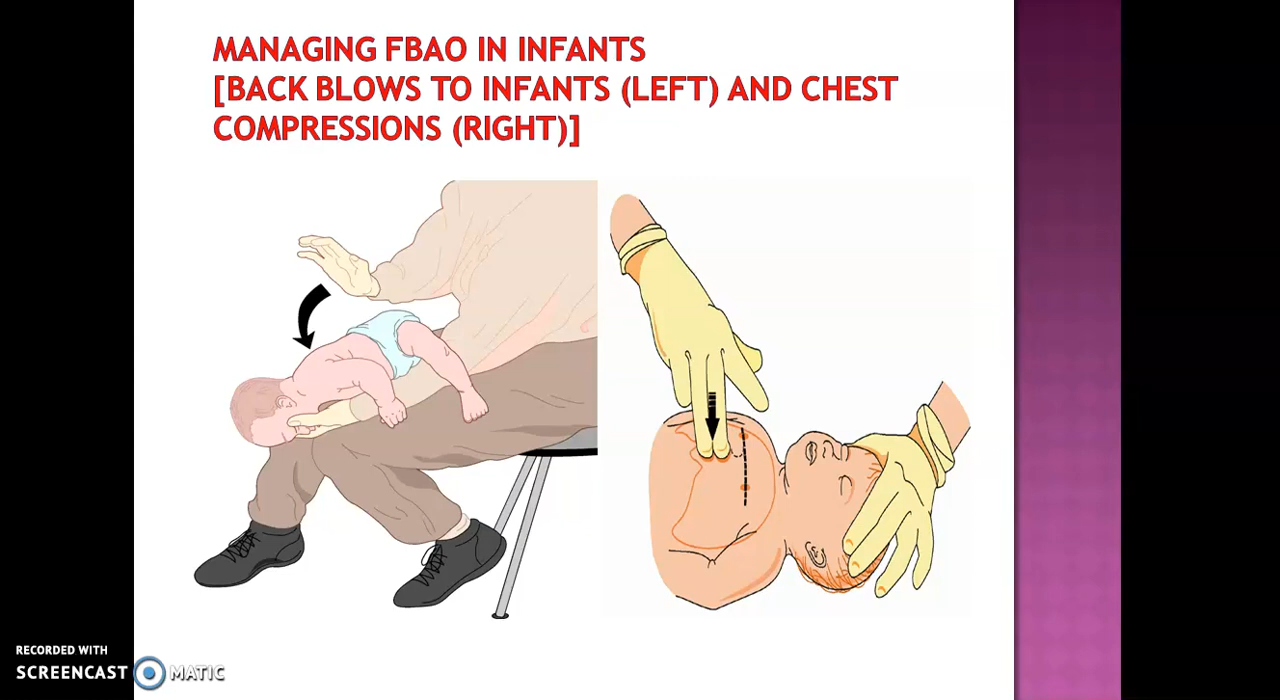 MANAGING FBAO IN INFANTS
[BACK BLOWS TO INFANTS (LEFT) AND CHEST
COMPRESSIONS (RIGHT)]
RECORDED WITH
SCREENCAST MATIC